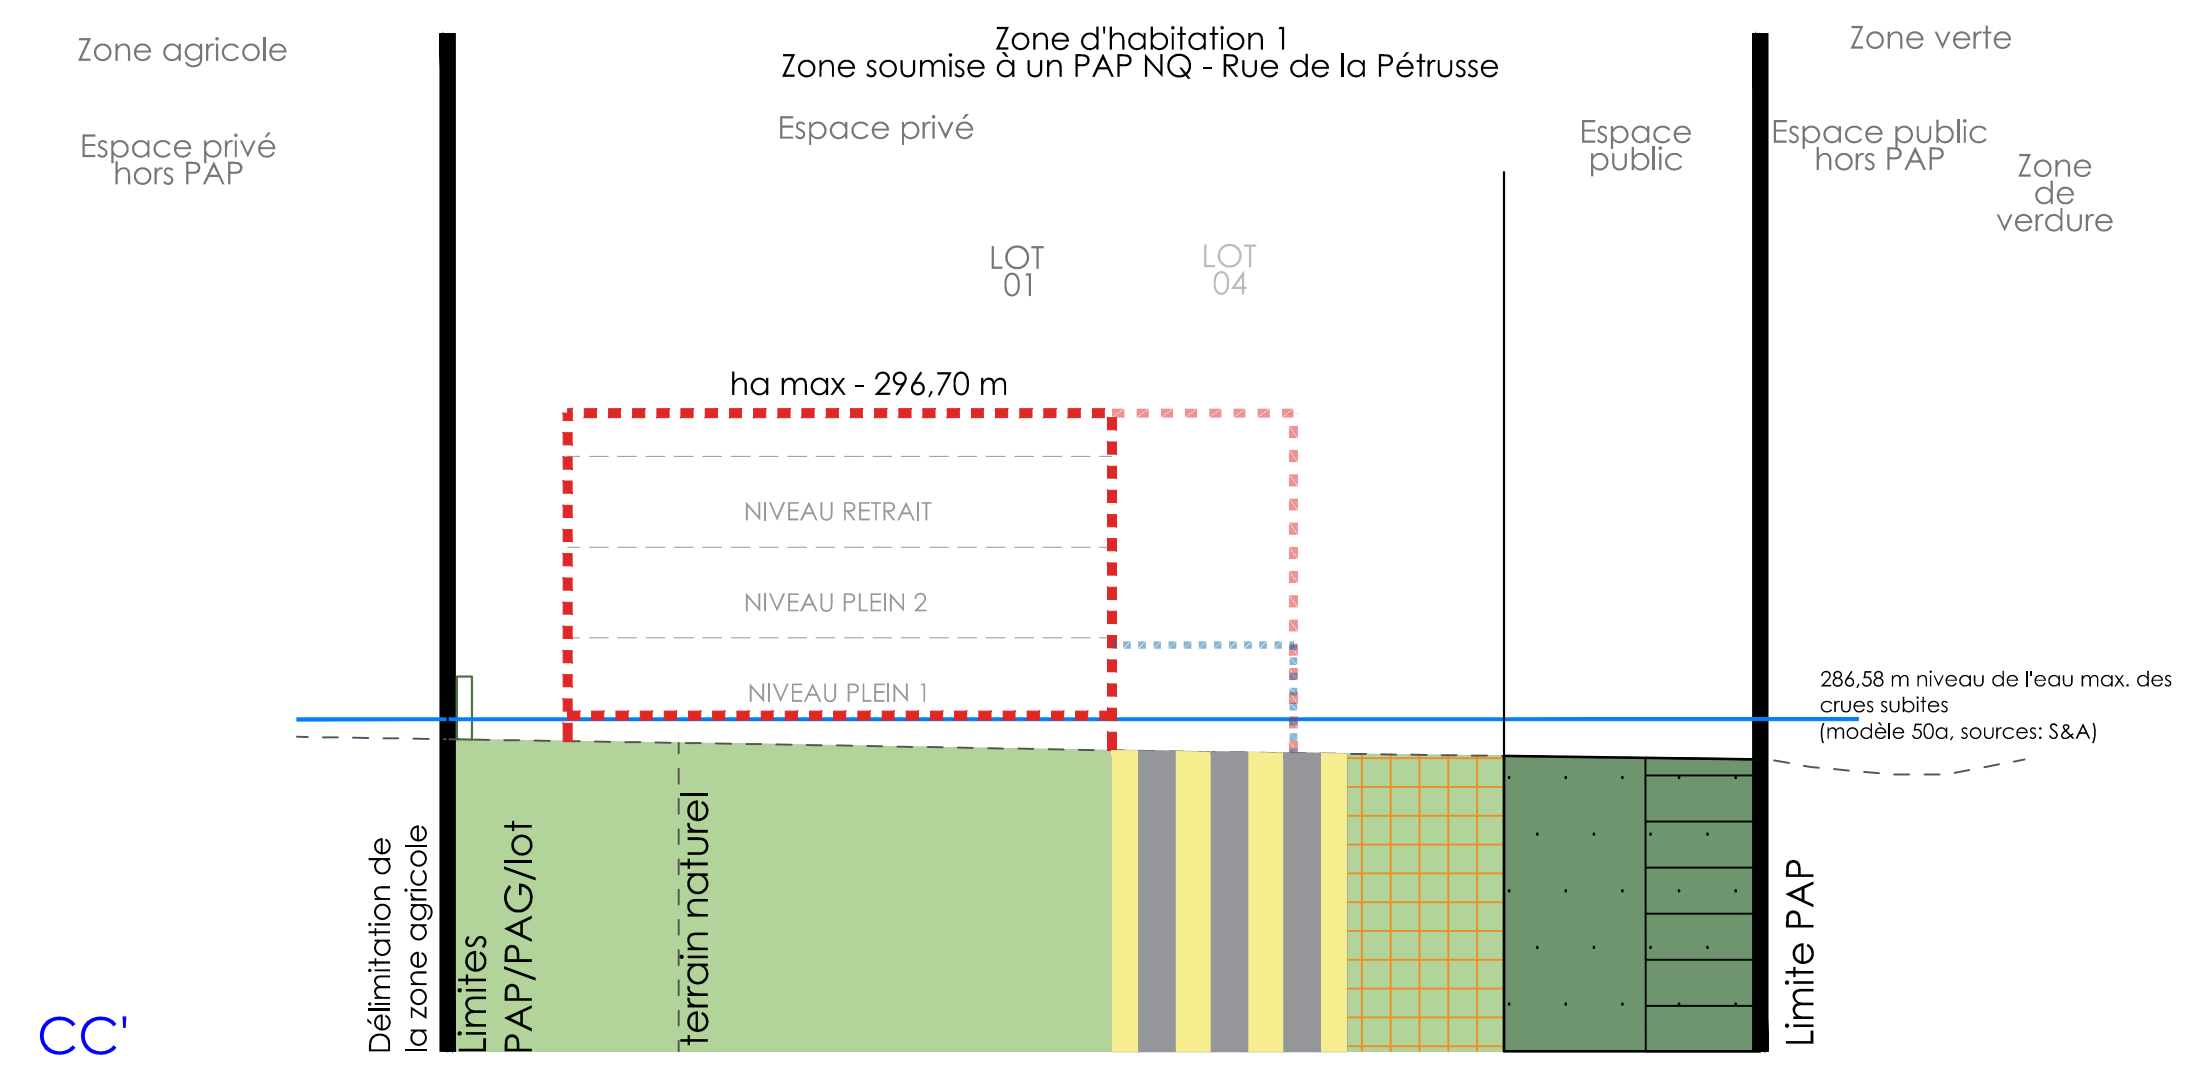 Zone agricole
Zone d'habitation 1
Zone soumise à un PAP NQ - Rue de la Pétrusse
Zone verte
Espace privé
hors PAP
Espace privé
Espace
public
Espace public
hors PAP
Zone
de
verdure
LOT
01
LOT
04
ha max - 296,70 m
NIVEAU RETRAIT
NIVEAU PLEIN 2
NIVEAU PLEIN 1
286,58 m niveau de l'eau max. des
crues subites
(modèle 50a, sources: S&A)
Délimitation de
la zone agricole
Limites
PAP/PAG/lot
terrain naturel
Limite PAP
CC'